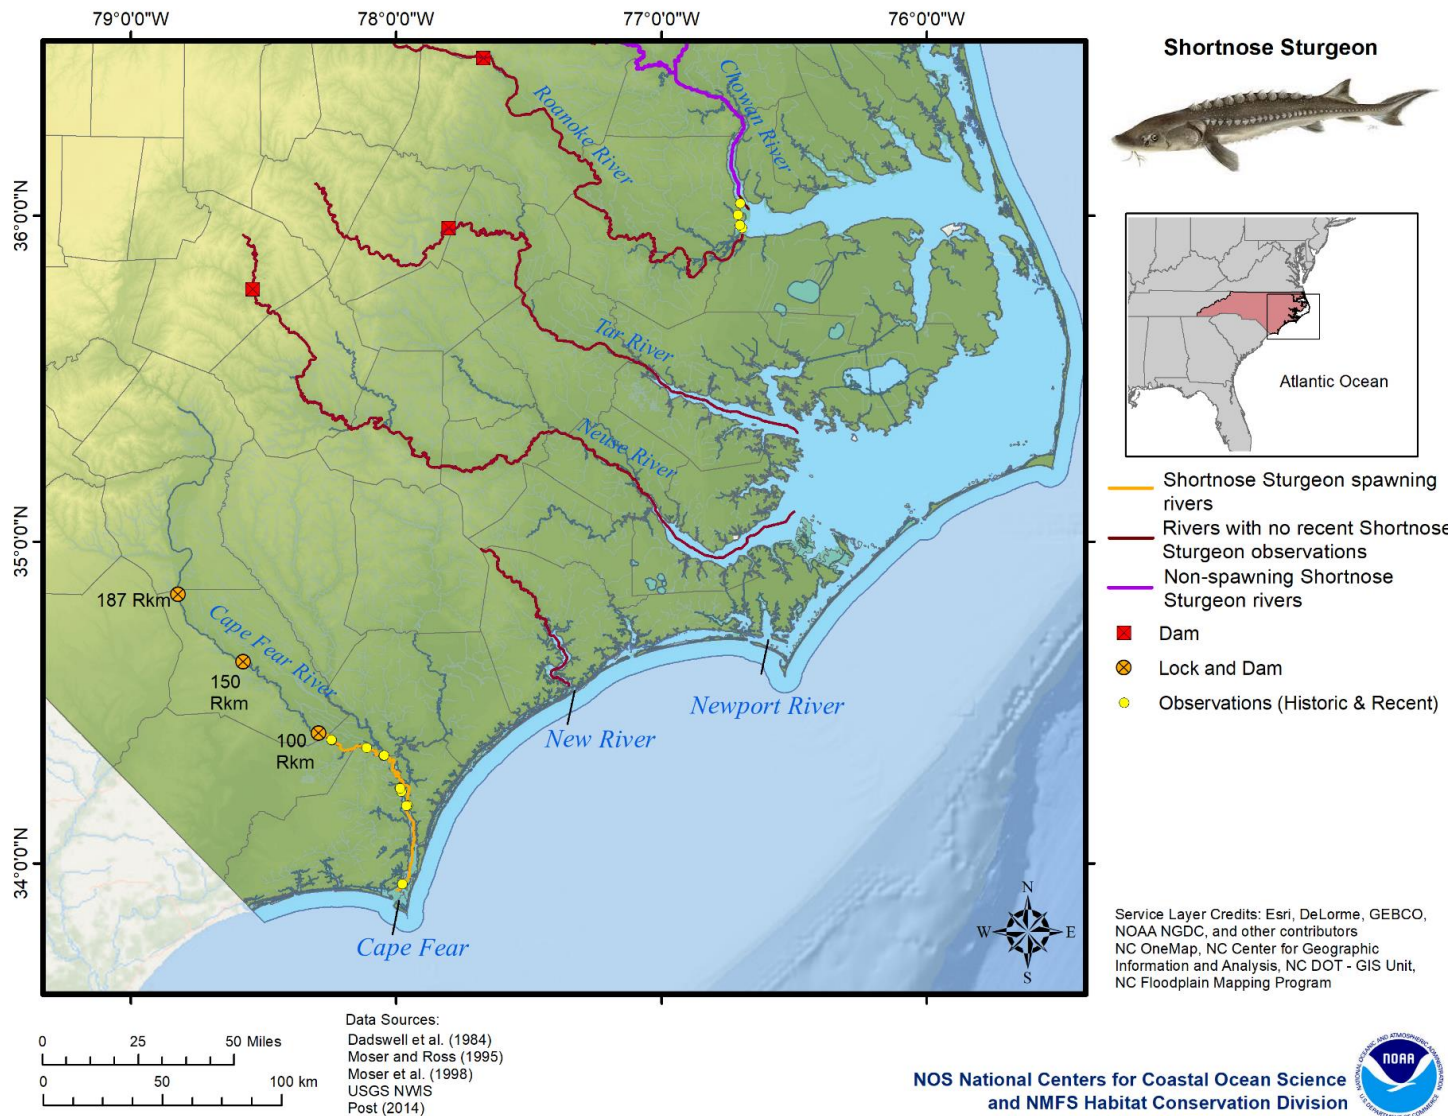 79°0'0"W
78°0'0"W
77°0'0"W
76°0'0"W
36°0'0"N
35°0'0"N
34°0'0"N
Roanoke River
Chowan River
Tar River
Neuse River
Cape Fear River
187 Rkm
150
Rkm
100
Rkm
New River
Newport River
Cape Fear
N
W
E
S
Shortnose Sturgeon
Atlantic Ocean
Shortnose Sturgeon spawning
rivers
Rivers with no recent Shortnose
Sturgeon observations
Non-spawning Shortnose
Sturgeon rivers
Dam
Lock and Dam
Observations (Historic & Recent)
Service Layer Credits: Esri, DeLorme, GEBCO,
NOAA NGDC, and other contributors
NC OneMap, NC Center for Geographic
Information and Analysis, NC DOT - GIS Unit,
NC Floodplain Mapping Program
0 25 50 Miles
0 50 100 km
Data Sources:
Dadswell et al. (1984)
Moser and Ross (1995)
Moser et al. (1998)
USGS NWIS
Post (2014)
NOS National Centers for Coastal Ocean Science
and NMFS Habitat Conservation Division
NOAA